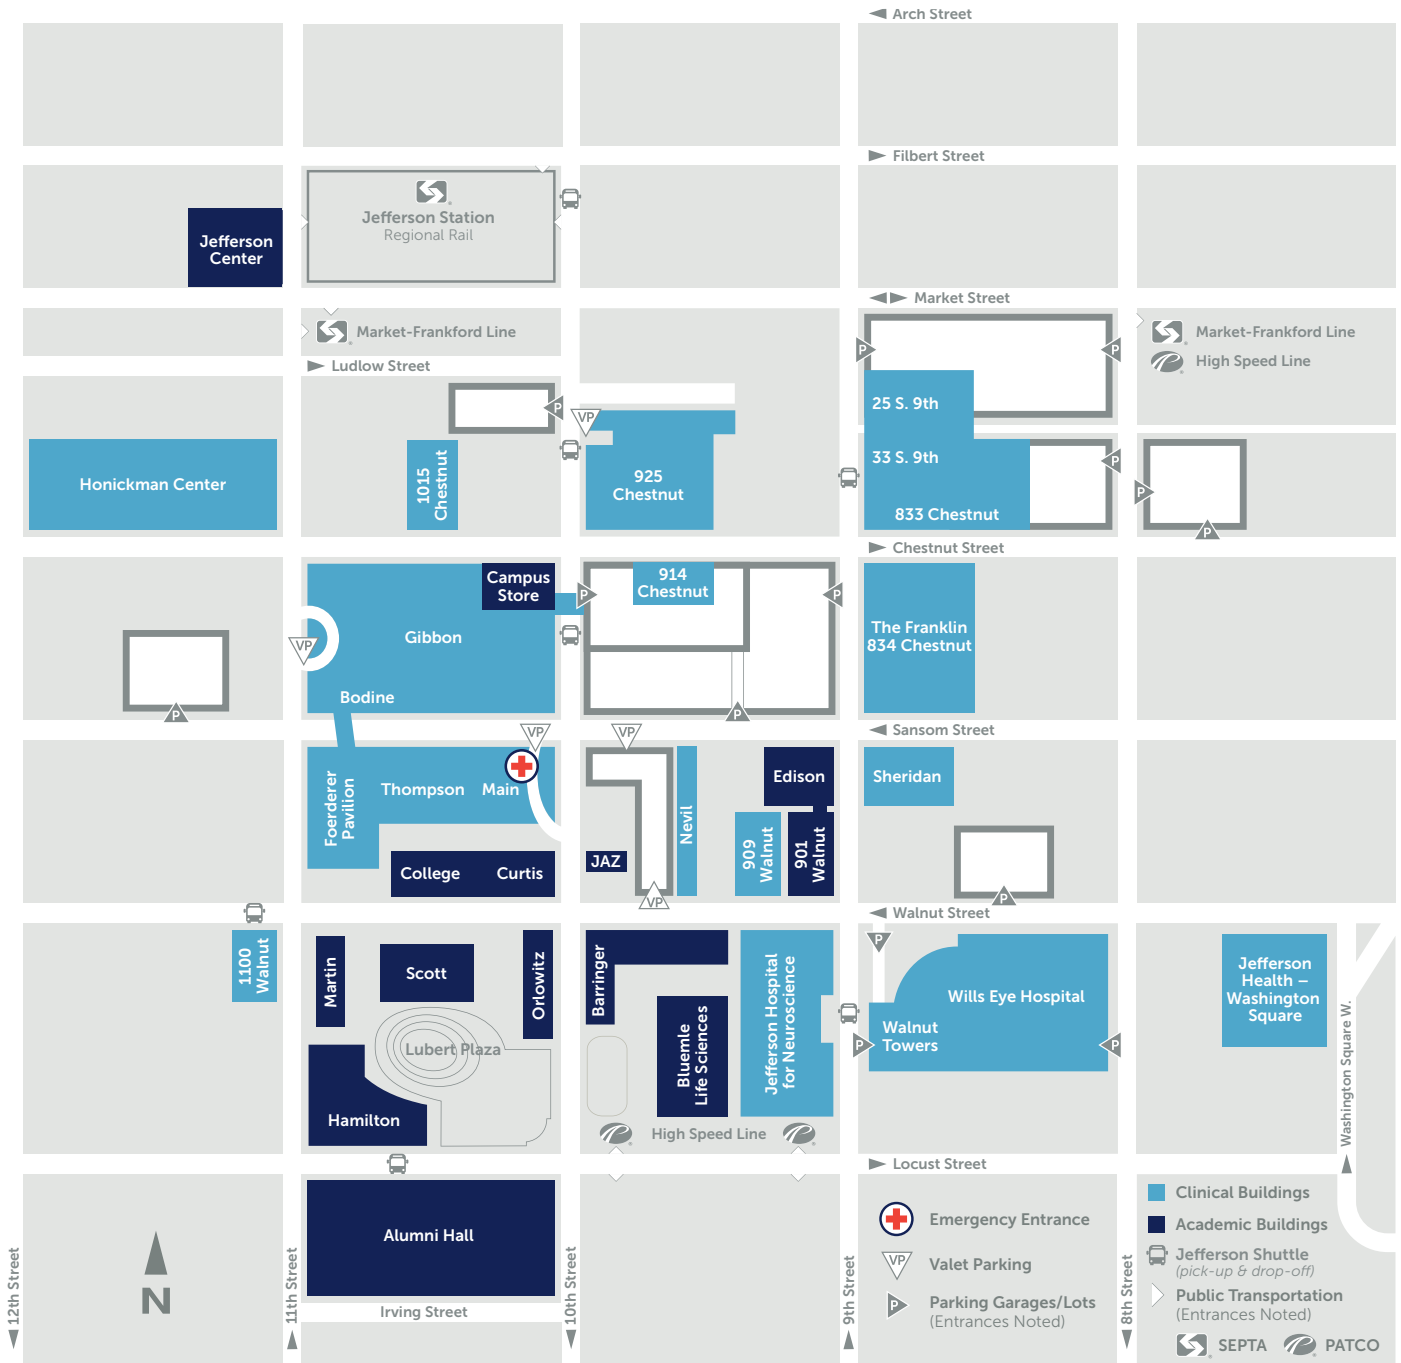 Arch Street
Filbert Street
Jefferson Station
Regional Rail
Jefferson
Center
Market Street
Market-Frankford Line
Market-Frankford Line
High Speed Line
P
P
Ludlow Street
P
VP
25 S. 9th
33 S. 9th
833 Chestnut
P
P
P
Honickman Center
1015
Chestnut
925
Chestnut
Chestnut Street
Campus
Store
914
Chestnut
P
P
Gibbon
VP
Bodine
The Franklin
834 Chestnut
P
P
Sansom Street
VP
VP
Foerderer
Pavilion
Thompson
Main
Nevil
Edison
Sheridan
JAZ
909
Walnut
901
Walnut
College
Curtis
VP
P
Walnut Street
P
1100
Walnut
Martin
Scott
Orlowitz
Barringer
Jefferson Hospital
for Neuroscience
Wills Eye Hospital
Walnut
Towers
P
P
Jefferson
Health –
Washington
Square
Lubert Plaza
Bluemle
Life Sciences
Washington Square W.
Hamilton
High Speed Line
Locust Street
Alumni Hall
Irving Street
N
12th Street
11th Street
10th Street
9th Street
8th Street
Emergency Entrance
VP
Valet Parking
P
Parking Garages/Lots
(Entrances Noted)
Clinical Buildings
Academic Buildings
Jefferson Shuttle
(pick-up & drop-off)
Public Transportation
(Entrances Noted)
SEPTA
PATCO